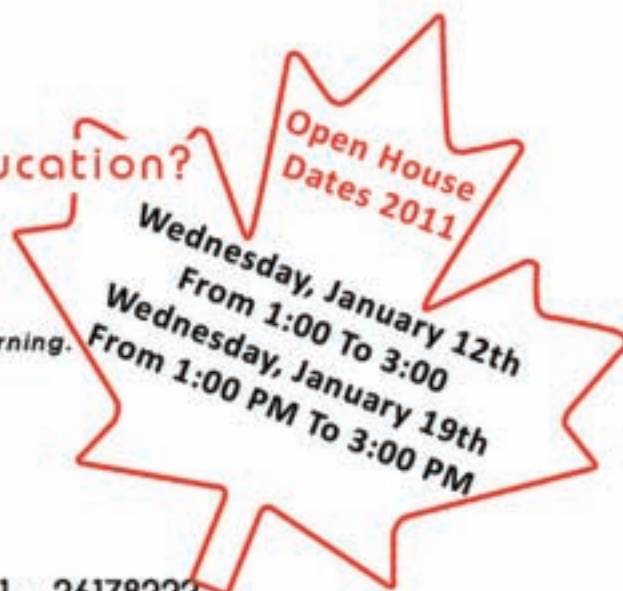 ucation?
Open House
Dates 2011
Wednesday, January 12th
From 1:00 To 3:00
Wednesday, January 19th
From 1:00 PM To 3:00 PM
rning.